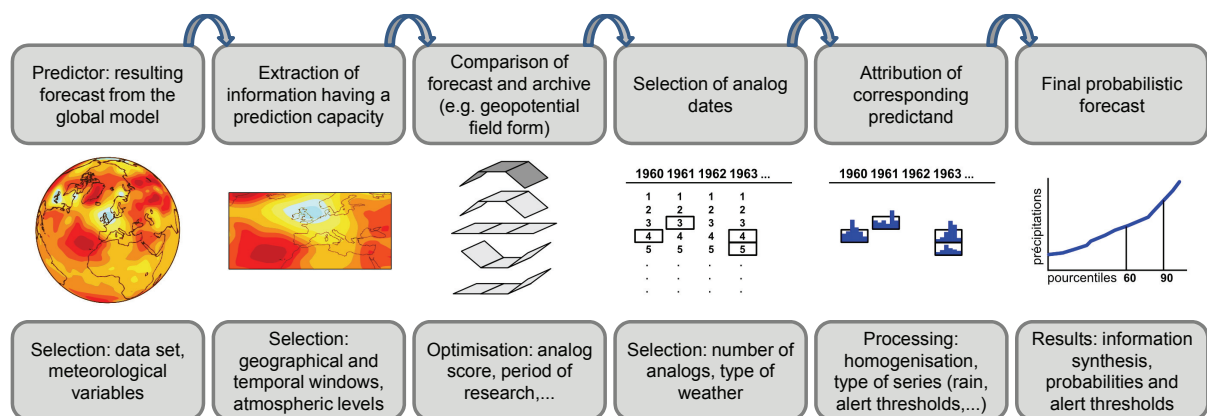 Predictor: resulting
forecast from the
global model
Extraction of
information having a
prediction capacity
Comparison of
forecast and archive
(e.g. geopotential
field form)
Selection of analog
dates
Attribution of
corresponding
predictand
Final probabilistic
forecast
1960 1961 1962 1963 ...
1 1 1 1
2 2 2 2
3 3 3 3
4 4 4 4
5 5 5 5
. . . .
. . . .
. . . .
1960 1961 1962 1963 ...
précipitations
pourcentiles 60 90
Selection: data set,
meteorological
variables
Selection:
geographical and
temporal windows,
atmospheric levels
Optimisation: analog
score, period of
research,...
Selection: number of
analogs, type of
weather
Processing:
homogenisation,
type of series (rain,
alert thresholds,...)
Results: information
synthesis,
probabilities and
alert thresholds